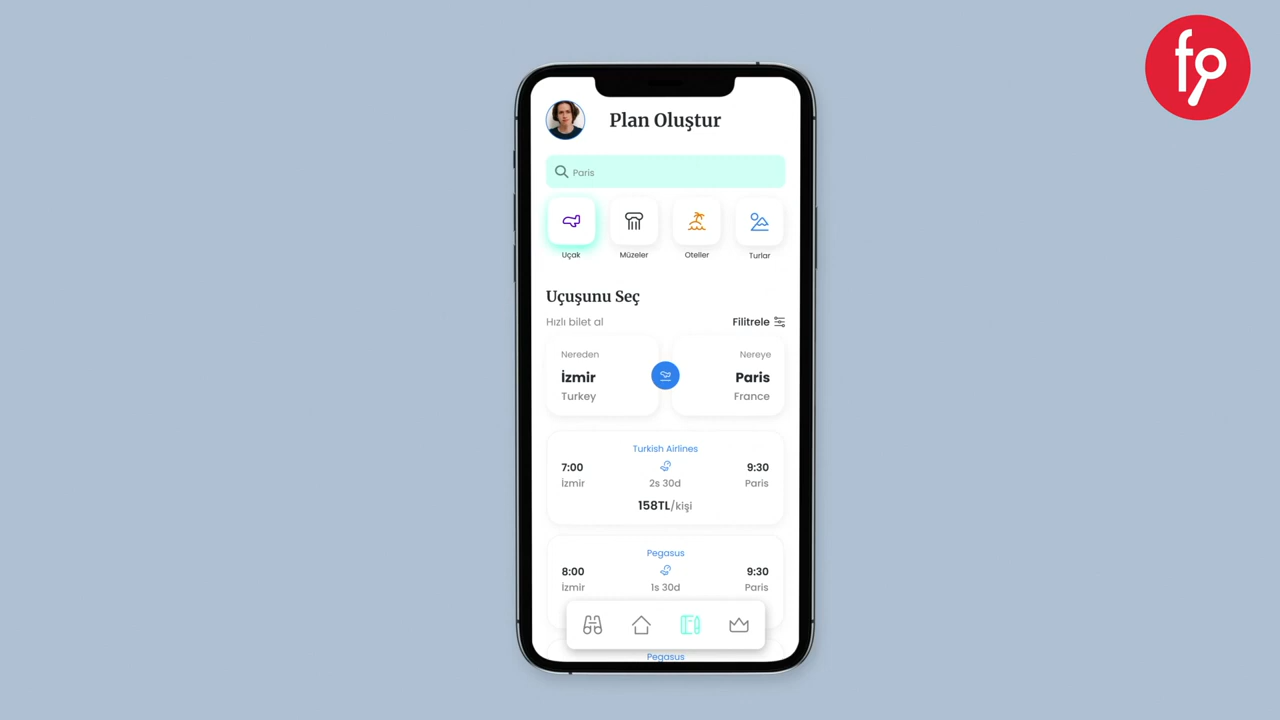 fp
Plan Oluştur
Paris
Uçak Müzeler Oteller Turlar
Uçuşunu Seç
Hızlı bilet al Filitrele
Nereden Nereye
İzmir Paris
Turkey France
Turkish Airlines
7:00 9:30
İzmir 2s 30d Paris
158TL/kişi
Pegasus
8:00 9:30
İzmir 1s 30d Paris
Pegasus